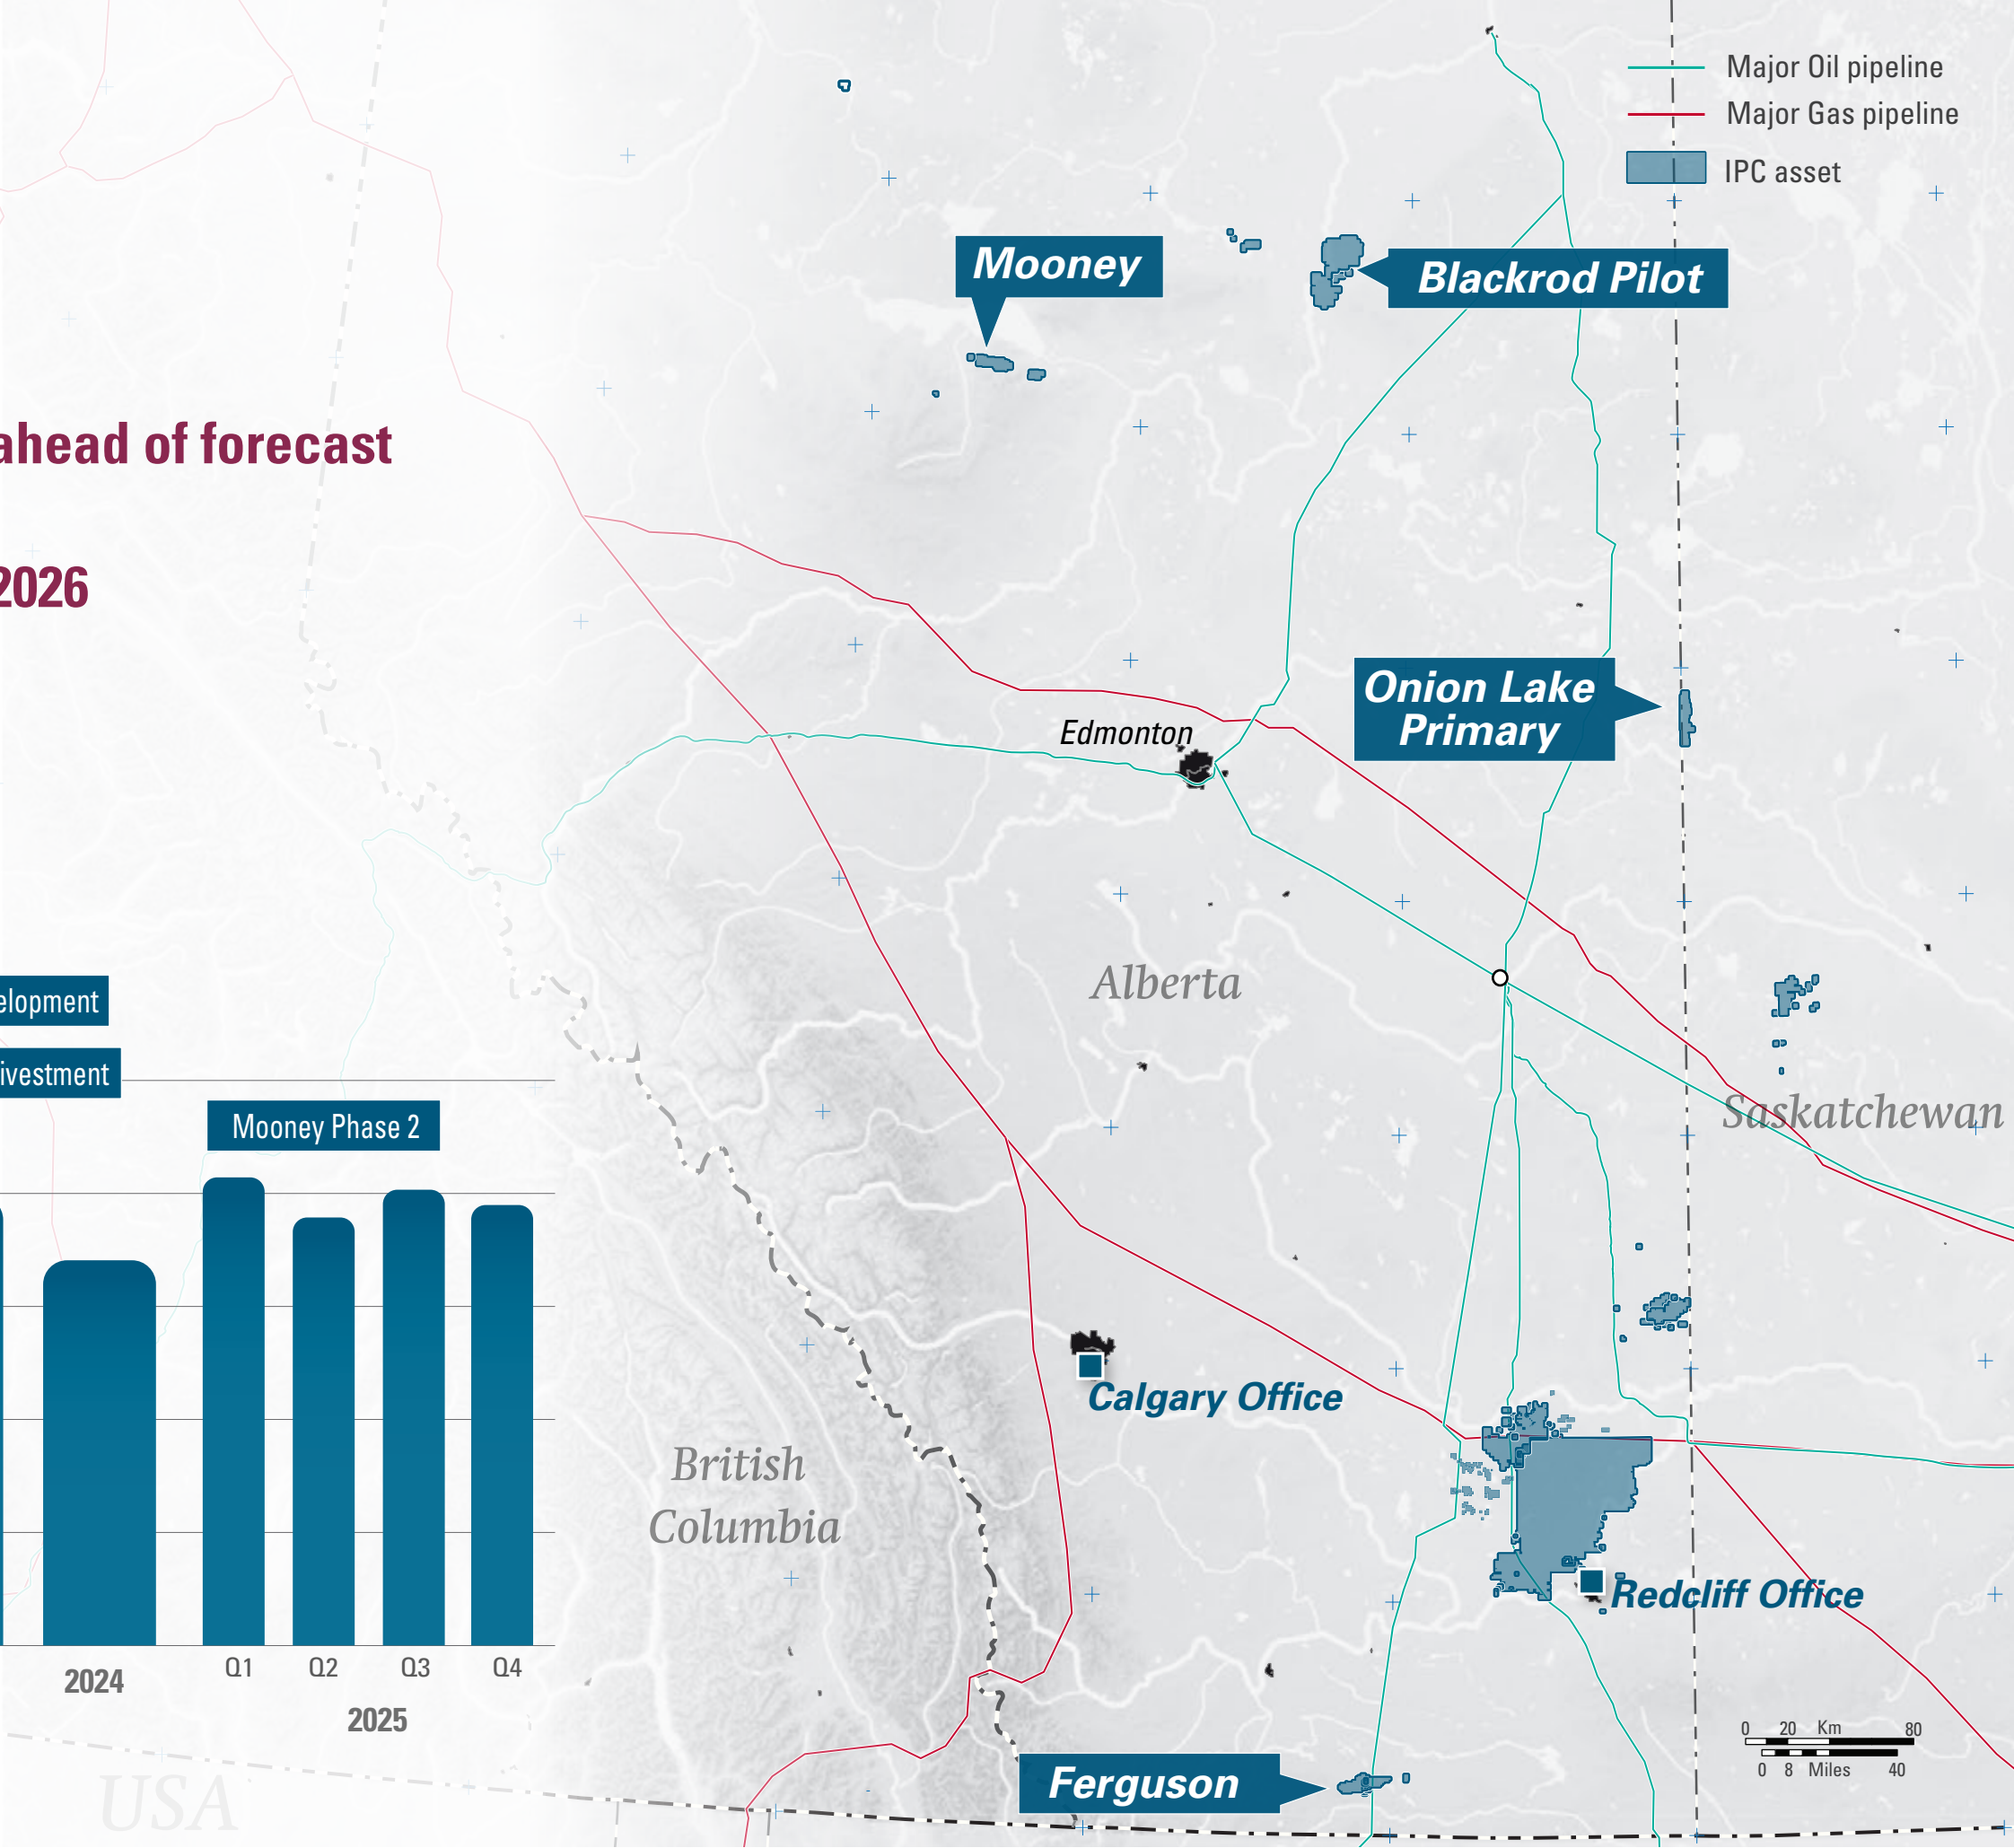 Major Oil pipeline
Major Gas pipeline
IPC asset
Mooney
Blackrod Pilot
ahead of forecast
2026
Onion Lake
Primary
Edmonton
Alberta
Saskatchewan
Mooney Phase 2
Calgary Office
British
Columbia
Redcliff Office
Q1 Q2 Q3 Q4
2024
2025
0 20 Km 80
0 8 Miles 40
Ferguson
USA